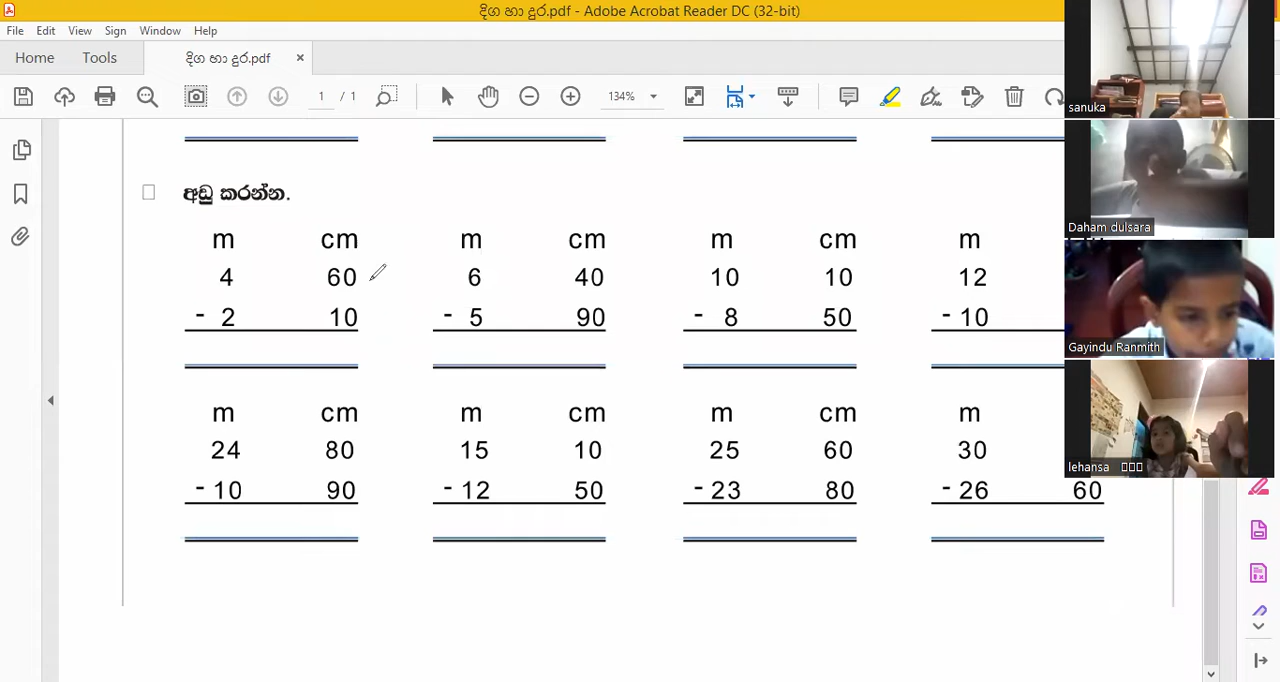 දිග හා දුර.pdf - Adobe Acrobat Reader DC (32-bit)
File Edit View Sign Window Help
Home Tools දිග හා දුර.pdf ×
1 / 1 134%
අඩු කරන්න.
m cm m cm m cm m
4 60 6 40 10 10 12
- 2 10 - 5 90 - 8 50 - 10
m cm m cm m cm m
24 80 15 10 25 60 30
- 10 90 - 12 50 - 23 80 - 26 60
sanuka
Daham dulsara
Gayindu Ranmith
lehansa